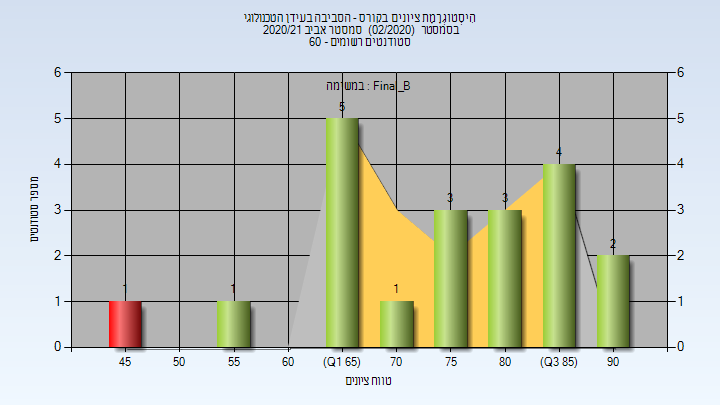 היסטוגרמת ציונים בקורס - הסביבה בעידן הטכנולוגי
בסמסטר (02/2020) סמסטר אביב 2020/21
סטודנטים רשומים - 60
במשימה : Final_B
מספר סטודנטים
6 6
5 5
4 4
3 3
2 2
1 1
0 0
1 1 5 1 3 3 4 2
45 50 55 60 (Q1 65) 70 75 80 (Q3 85) 90
טווח ציונים